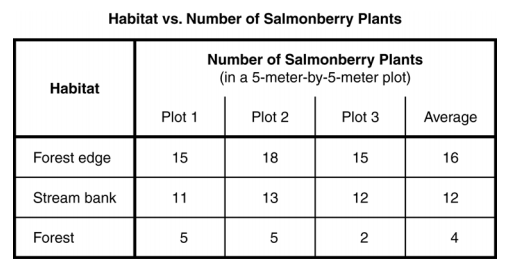 Habitat vs. Number of Salmonberry Plants
Habitat
Number of Salmonberry Plants
(in a 5-meter-by-5-meter plot)
Plot 1 Plot 2 Plot 3 Average
Forest edge 15 18 15 16
Stream bank 11 13 12 12
Forest 5 5 2 4